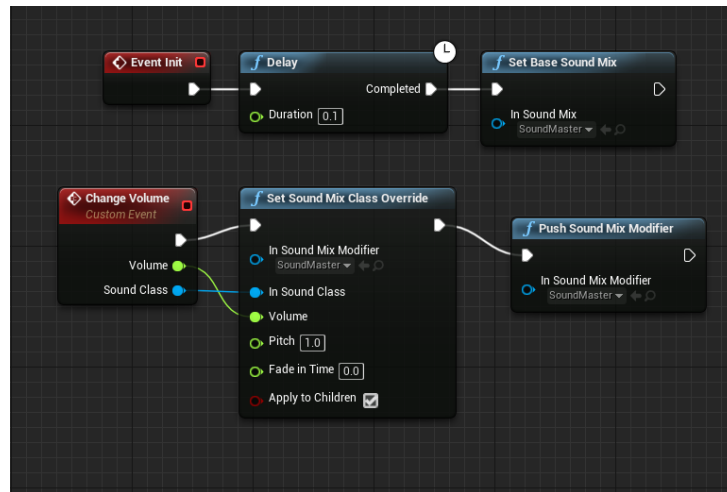 Event Init
Delay
Completed
Duration 0.1
Set Base Sound Mix
In Sound Mix
SoundMaster
Change Volume
Custom Event
Volume
Sound Class
Set Sound Mix Class Override
In Sound Mix Modifier
SoundMaster
In Sound Class
Volume
Pitch 1.0
Fade in Time 0.0
Apply to Children
Push Sound Mix Modifier
In Sound Mix Modifier
SoundMaster